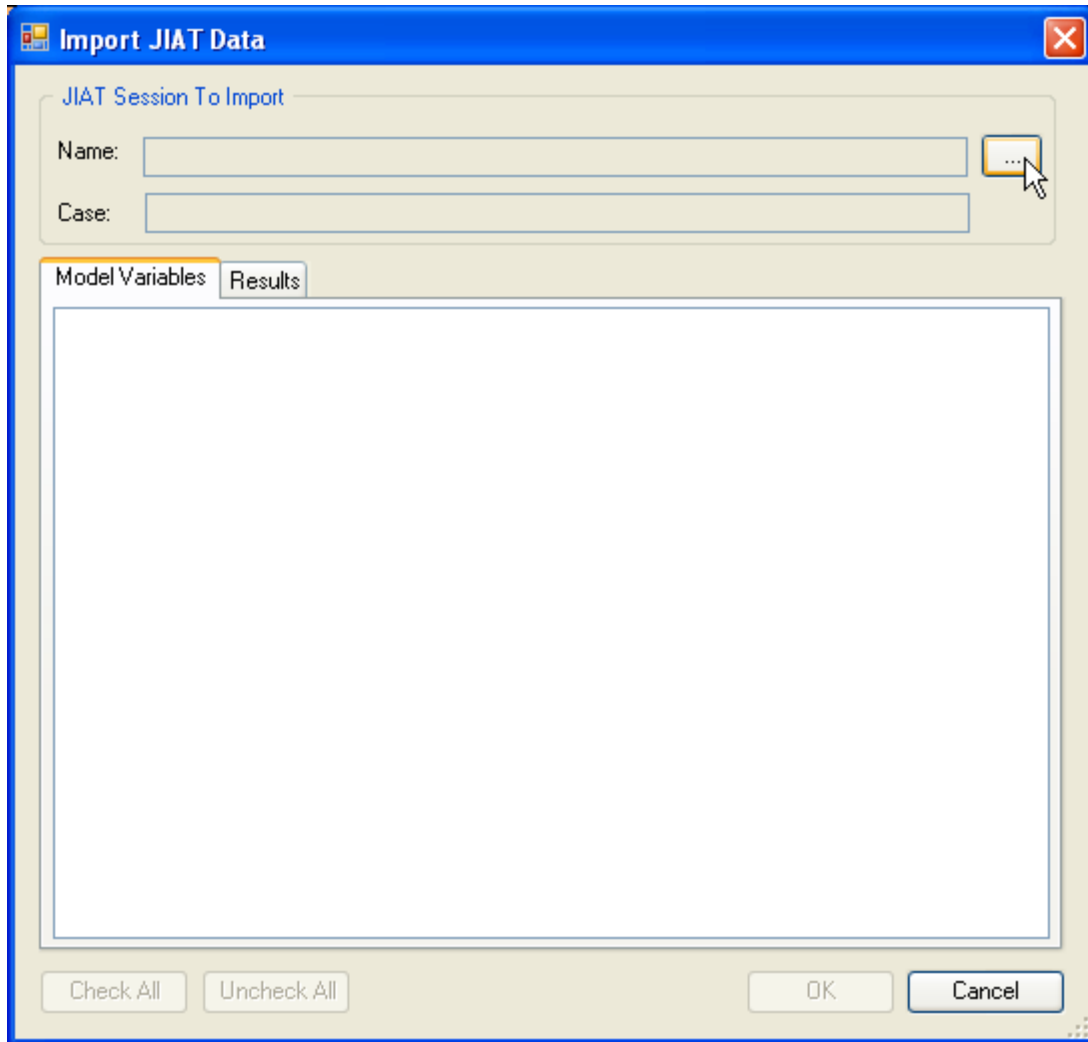 Import JIAT Data
JIAT Session To Import
Name:
...
Case:
Model Variables
Results
Check All
Uncheck All
OK
Cancel